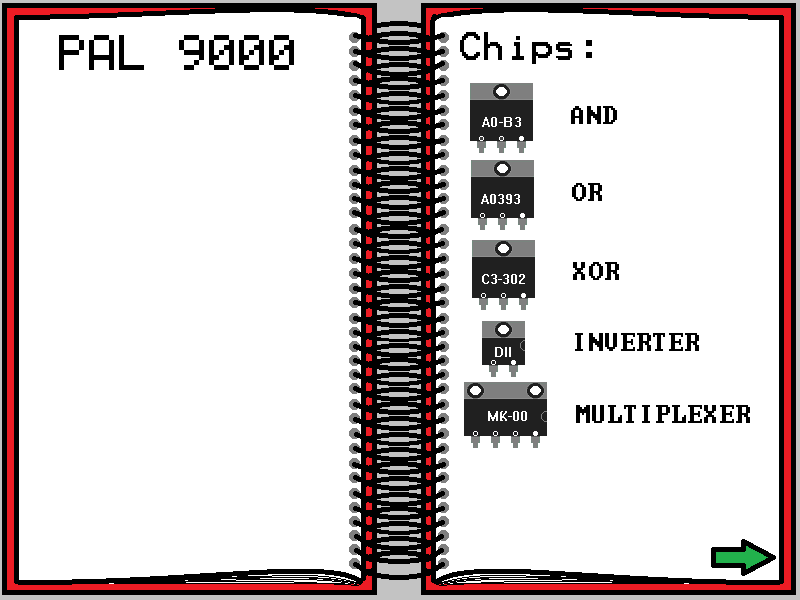 PAL 9000
Chips:
A0-B3 AND
A0393 OR
C3-302 XOR
DII INVERTER
MK-00 MULTIPLEXER